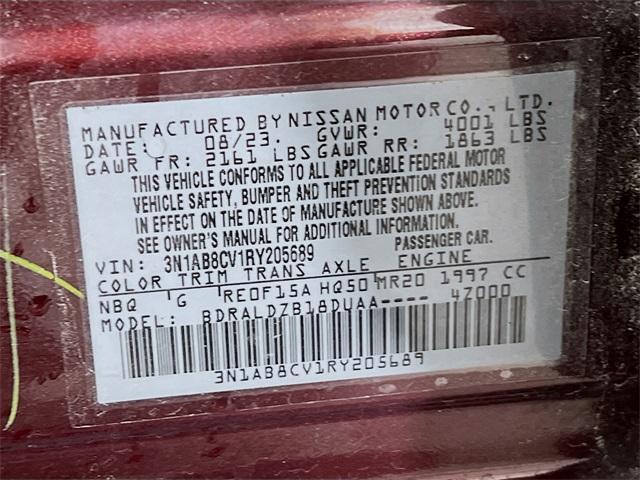 MANUFACTURED BY NISSAN MOTOR CO., LTD.
DATE: 08/23. GVWR: 4001 LBS
GAWR FR: 2161 LBS GAWR RR: 1863 LBS
THIS VEHICLE CONFORMS TO ALL APPLICABLE FEDERAL MOTOR
VEHICLE SAFETY, BUMPER AND THEFT PREVENTION STANDARDS
IN EFFECT ON THE DATE OF MANUFACTURE SHOWN ABOVE.
SEE OWNER'S MANUAL FOR ADDITIONAL INFORMATION.
VIN: 3N1AB8CV1RY205689 PASSENGER CAR.
COLOR TRIM TRANS AXLE ENGINE
NBQ G RE0F15A HQ50 MR20 1997 CC
MODEL: BDRALDZB18DUAA---- 47000
3N1AB8CV1RY205689